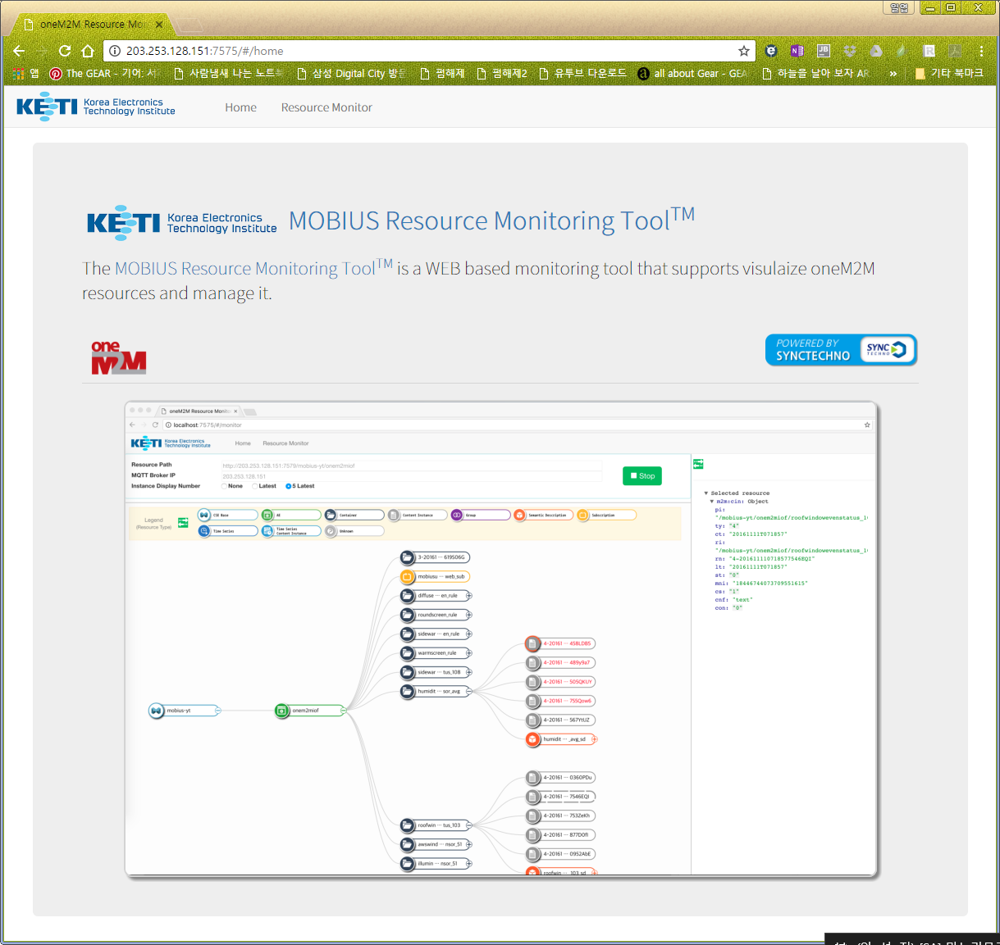 일엽
oneM2M Resource Mo
203.253.128.151:7575/#/home
앱
The GEAR - 기어: 서
사람냄새 나는 노트
삼성 Digital City 방
펌해제
펌해제2
유투브 다운로드
all about Gear - GEA
하늘을 날아 보자 AR
»
기타 북마크
KETI Korea Electronics
Technology Institute
Home
Resource Monitor
KETI Korea Electronics
Technology Institute
MOBIUS Resource Monitoring Tool™
The MOBIUS Resource Monitoring Tool™ is a WEB based monitoring tool that supports visulaize oneM2M
resources and manage it.
one
M2M
POWERED BY
SYNCTECHNO
SYNC
TECHNO
oneM2M Resource Monito
localhost:7575/#/monitor
KETI Korea Electronics
Technology Institute
Home
Resource Monitor
Resource Path
http://203.253.128.151:7579/mobius-yt/onem2miof
MQTT Broker IP
203.253.128.151
Instance Display Number
None
Latest
5 Latest
Stop
Legend
(Resource Type)
CSE Base
AE
Container
Content Instance
Group
Semantic Description
Subscription
Time Series
Time Series
Content Instance
Unknown
Selected resource
m2m:cin: Object
pi:
"/mobius-yt/onem2miof/roofwindowevenstatus_1
ty: "4"
ct: "20161111T071857"
ri:
"/mobius-yt/onem2miof/roofwindowevenstatus_1
rn: "4-201611110718577546EQI"
lt: "20161111T071857"
st: "0"
mni: "18446744073709551615"
cs: "1"
cnf: "text"
con: "0"
3-20161 ··· 619506G
mobiusu ··· web_sub
diffuse ··· en_rule
roundscreen_rule
sidewar ··· en_rule
warmscreen_rule
sidewar ··· tus_108
humidit ··· sor_avg
4-20161 ··· 458LDB5
4-20161 ··· 489y9a7
4-20161 ··· 505QKUY
4-20161 ··· 755Qow6
4-20161 ··· 567YtUZ
humidit ··· _avg_sd
mobius-yt
onem2miof
4-20161 ··· 0360PDu
4-20161 ··· 7546EQI
4-20161 ··· 753ZeKh
4-20161 ··· 877D0fI
4-20161 ··· 0952AbE
roofwin ··· _103_sd
roofwin ··· tus_103
awswind ··· nsor_51
illumin ··· nsor_51